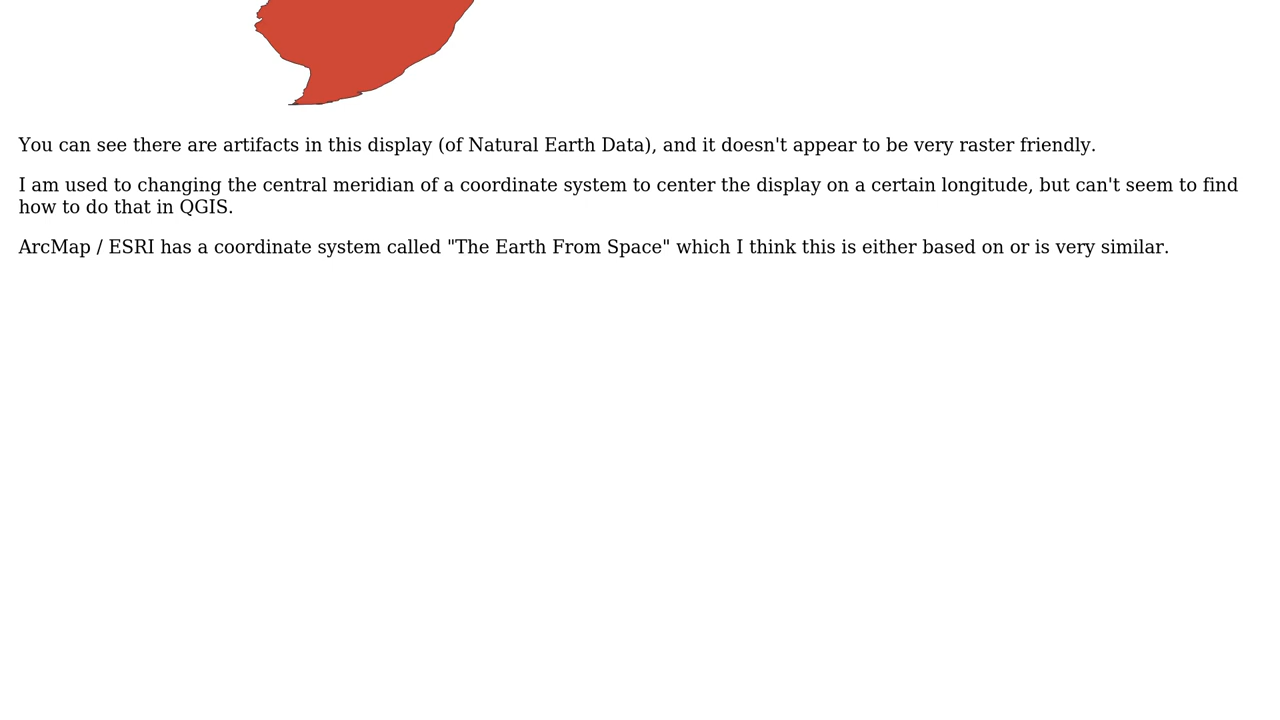 You can see there are artifacts in this display (of Natural Earth Data), and it doesn't appear to be very raster friendly.
I am used to changing the central meridian of a coordinate system to center the display on a certain longitude, but can't seem to find
how to do that in QGIS.
ArcMap / ESRI has a coordinate system called "The Earth From Space" which I think this is either based on or is very similar.